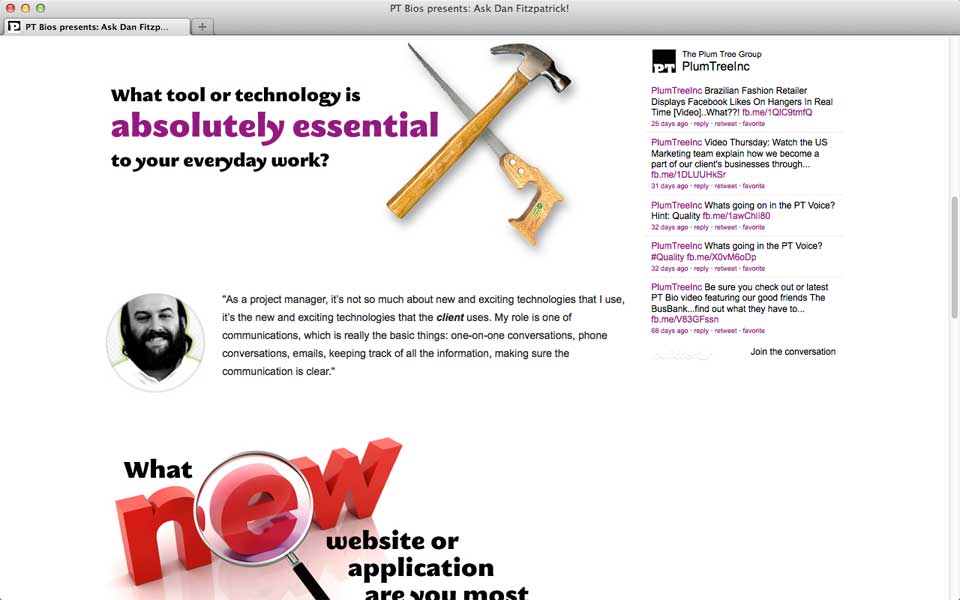 PT Bios presents: Ask Dan Fitzpatrick!
PT Bios presents: Ask Dan Fitzp...
What tool or technology is
absolutely essential
to your everyday work?
"As a project manager, it's not so much about new and exciting technologies that I use,
it's the new and exciting technologies that the client uses. My role is one of
communications, which is really the basic things: one-on-one conversations, phone
conversations, emails, keeping track of all the information, making sure the
communication is clear."
What
new
website or
application
are you most
PT
The Plum Tree Group
PlumTreeInc
PlumTreeInc Brazilian Fashion Retailer
Displays Facebook Likes On Hangers In Real
Time [Video]..What??! fb.me/1QlC9tmfQ
25 days ago · reply · retweet · favorite
PlumTreeInc Video Thursday: Watch the US
Marketing team explain how we become a
part of our client's businesses through...
fb.me/1DLUUHkSr
31 days ago · reply · retweet · favorite
PlumTreeInc Whats going on in the PT Voice?
Hint: Quality fb.me/1awChil80
32 days ago · reply · retweet · favorite
PlumTreeInc Whats going in the PT Voice?
#Quality fb.me/X0vM6oDp
32 days ago · reply · retweet · favorite
PlumTreeInc Be sure you check out or latest
PT Bio video featuring our good friends The
BusBank...find out what they have to...
fb.me/V83GFssn
68 days ago · reply · retweet · favorite
twitter
Join the conversation